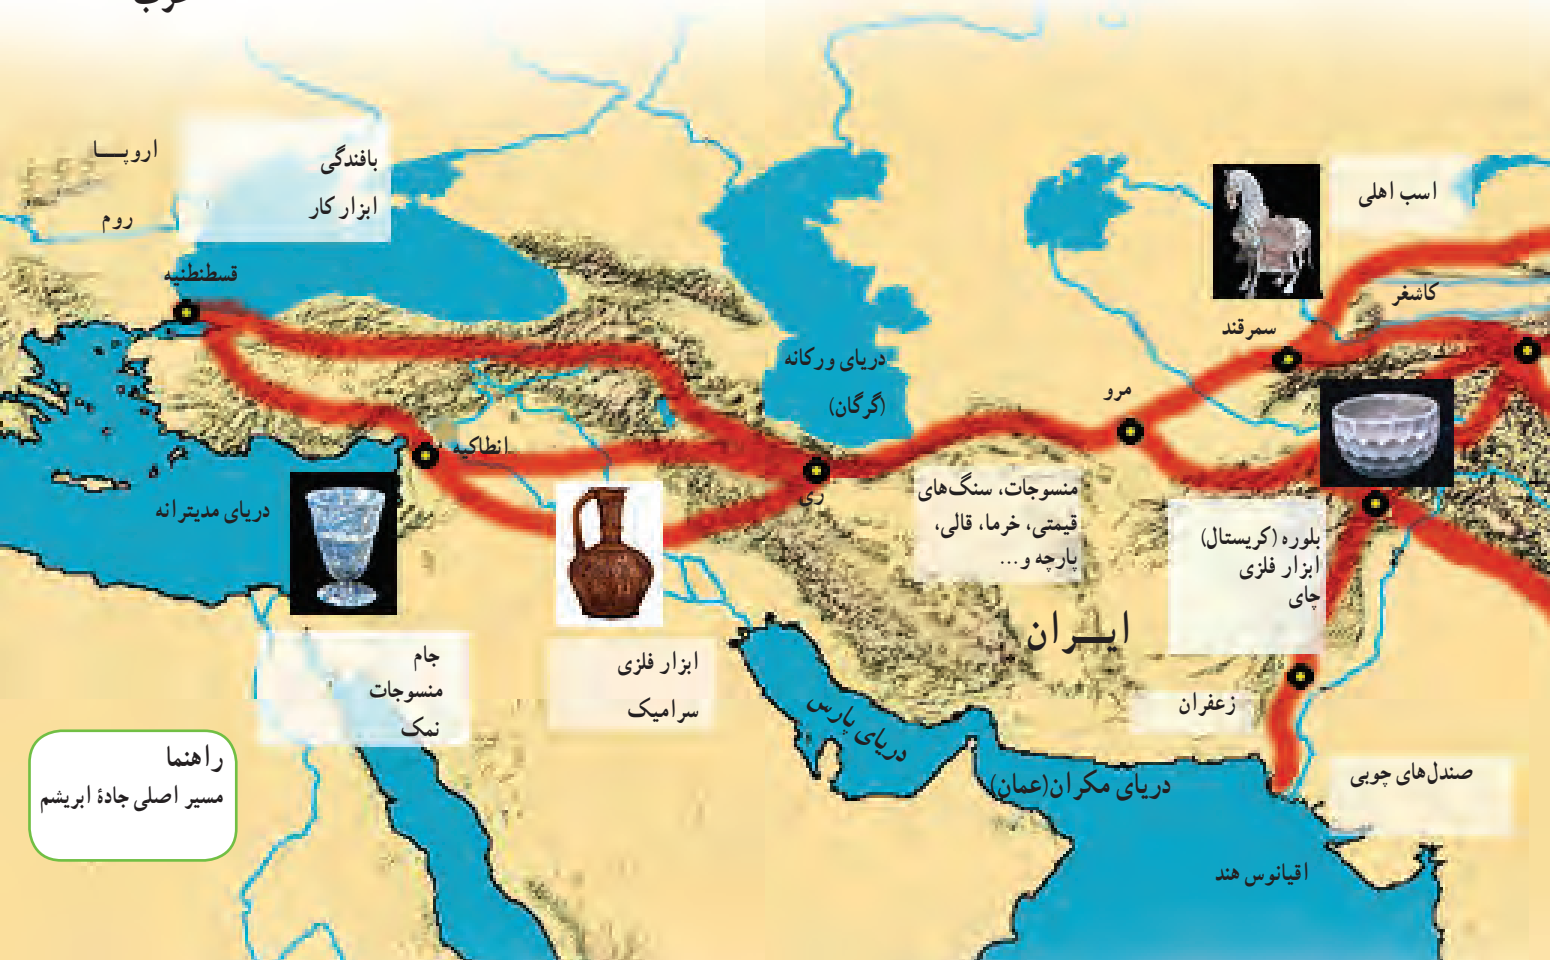 اروپـــا
روم
بافندگی
ابزار کار
قسطنطنیه
اسب اهلی
کاشغر
سمرقند
مرو
دریای ورکانه
(گرگان)
انطاکیه
ری
دریای مدیترانه
منسوجات، سنگ‌های
قیمتی، خرما، قالی،
پارچه و...
بلوره (کریستال)
ابزار فلزی
چای
ایـــران
جام
منسوجات
نمک
ابزار فلزی
سرامیک
زعفران
دریای پارس
دریای مکران(عمان)
صندل‌های چوبی
اقیانوس هند
راهنما
مسیر اصلی جادهٔ ابریشم